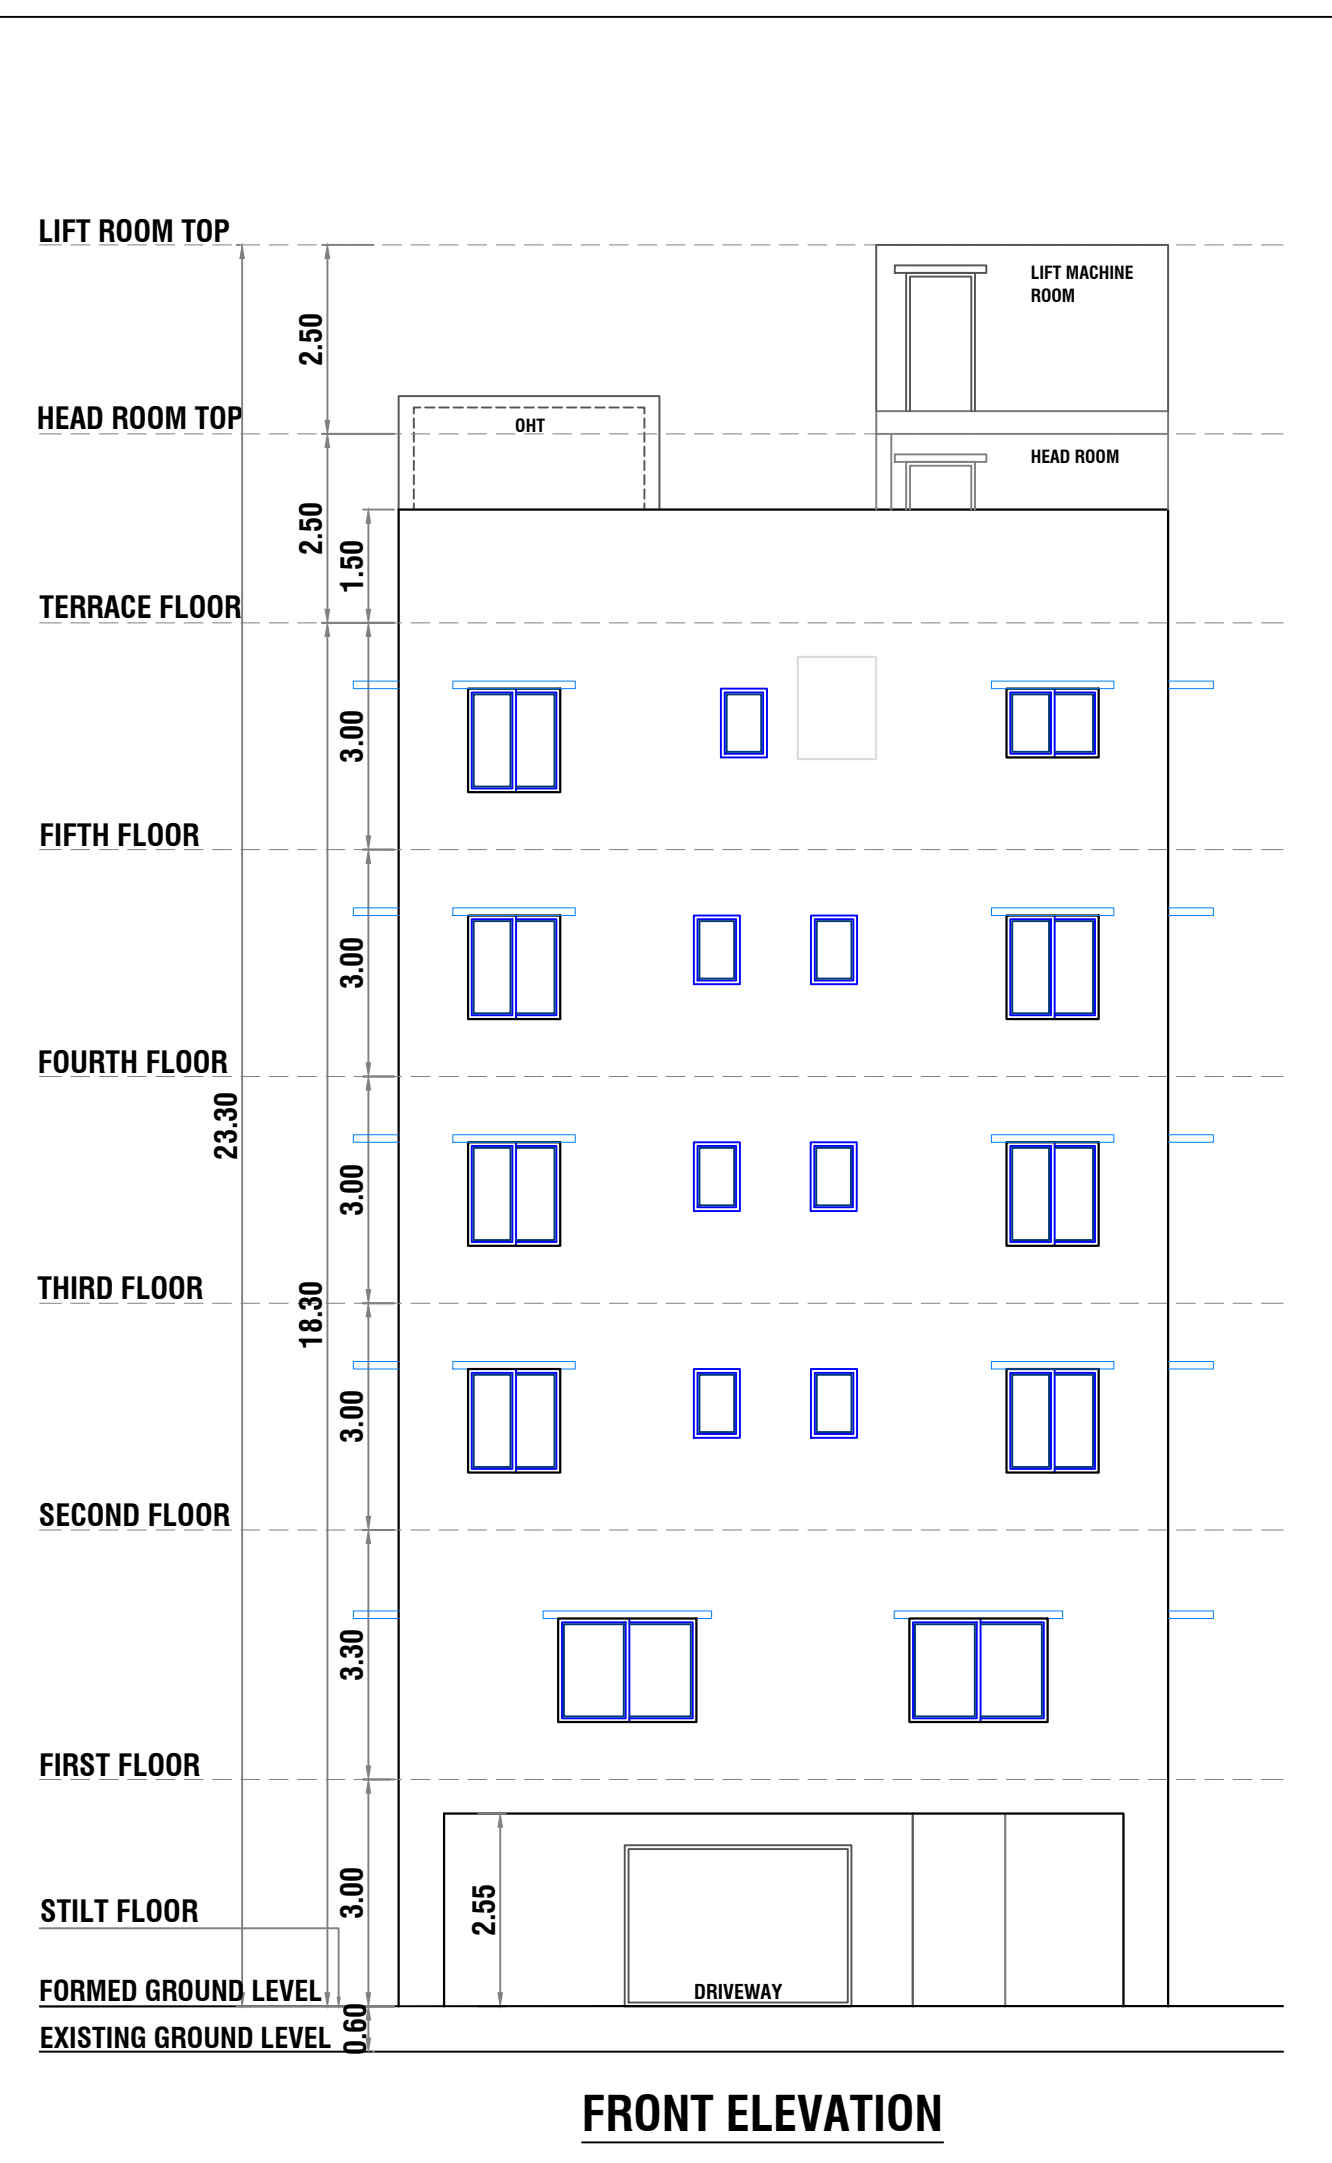 LIFT ROOM TOP
LIFT MACHINE
ROOM
2.50
HEAD ROOM TOP
OHT
HEAD ROOM
2.50
1.50
TERRACE FLOOR
3.00
FIFTH FLOOR
3.00
FOURTH FLOOR
23.30
3.00
THIRD FLOOR
18.30
3.00
SECOND FLOOR
3.30
FIRST FLOOR
3.00
2.55
STILT FLOOR
FORMED GROUND LEVEL
DRIVEWAY
0.60
EXISTING GROUND LEVEL
FRONT ELEVATION